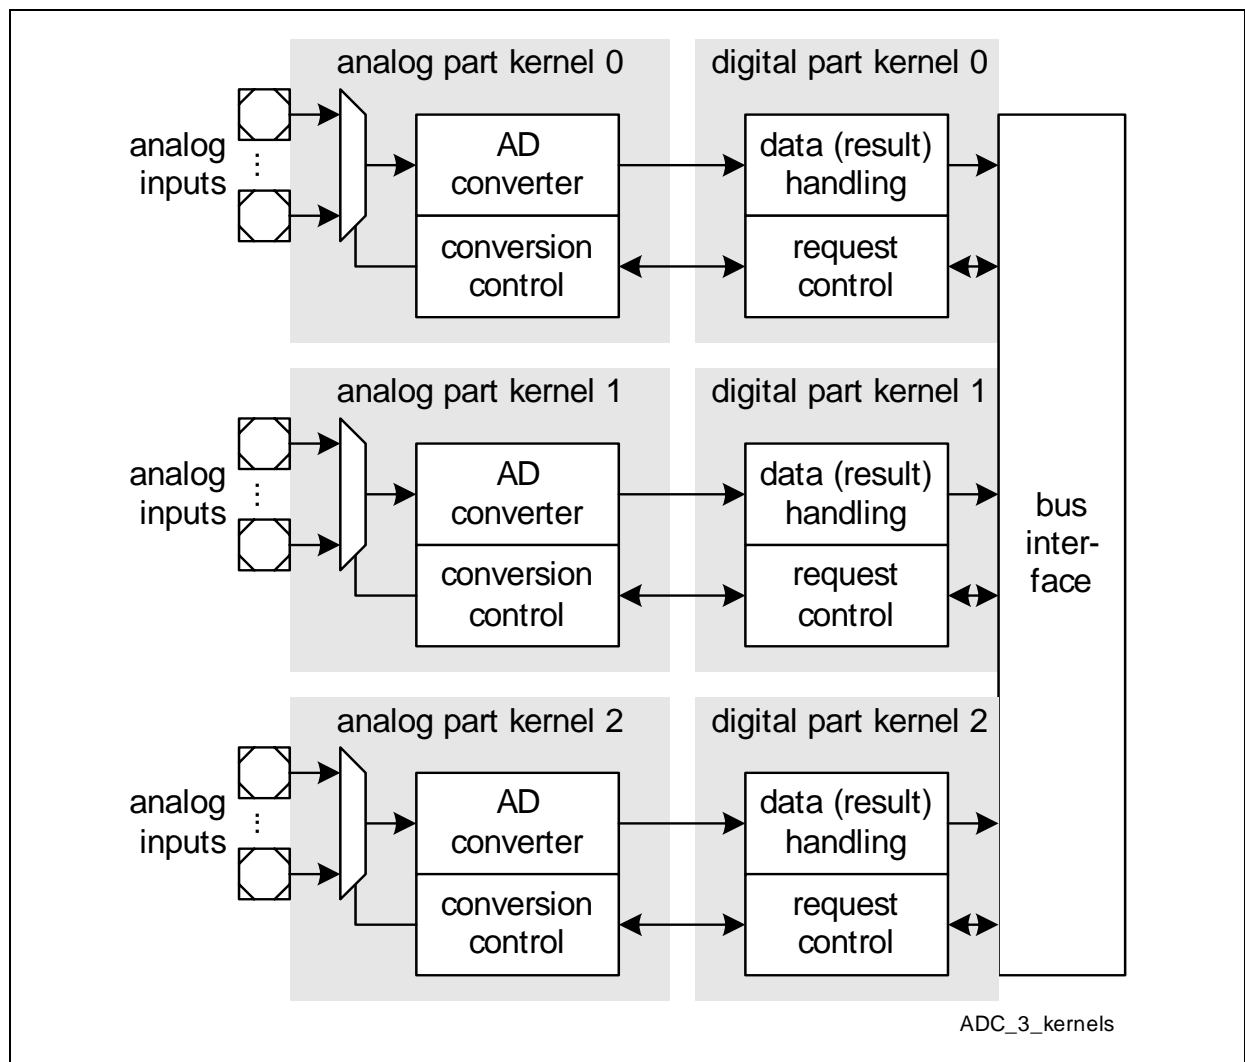 analog part kernel 0
digital part kernel 0
analog
inputs
AD
converter
conversion
control
data (result)
handling
request
control
analog part kernel 1
digital part kernel 1
analog
inputs
AD
converter
conversion
control
data (result)
handling
request
control
bus
inter-
face
analog part kernel 2
digital part kernel 2
analog
inputs
AD
converter
conversion
control
data (result)
handling
request
control
ADC_3_kernels